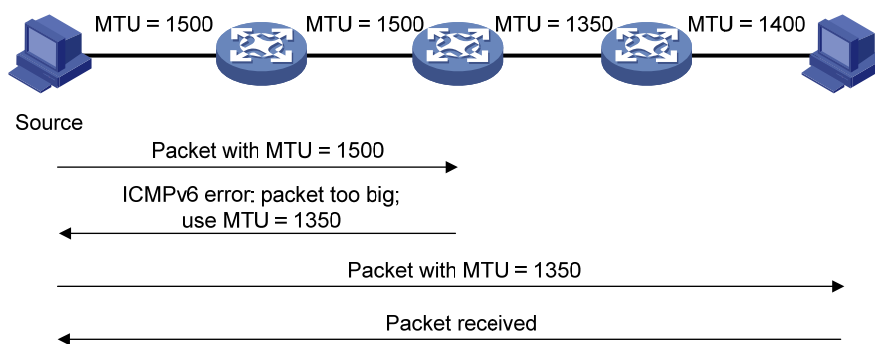 MTU = 1500 MTU = 1500 MTU = 1350 MTU = 1400
Source
Packet with MTU = 1500
ICMPv6 error: packet too big;
use MTU = 1350
Packet with MTU = 1350
Packet received